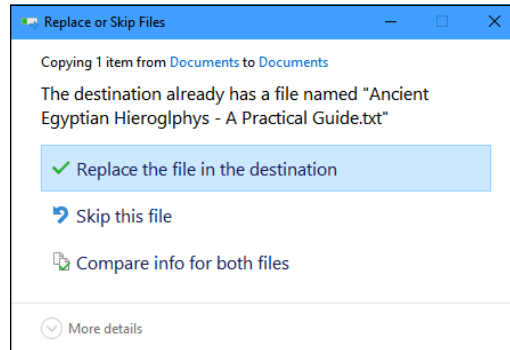 Replace or Skip Files
Copying 1 item from Documents to Documents
The destination already has a file named "Ancient
Egyptian Hieroglphys - A Practical Guide.txt"
Replace the file in the destination
Skip this file
Compare info for both files
More details